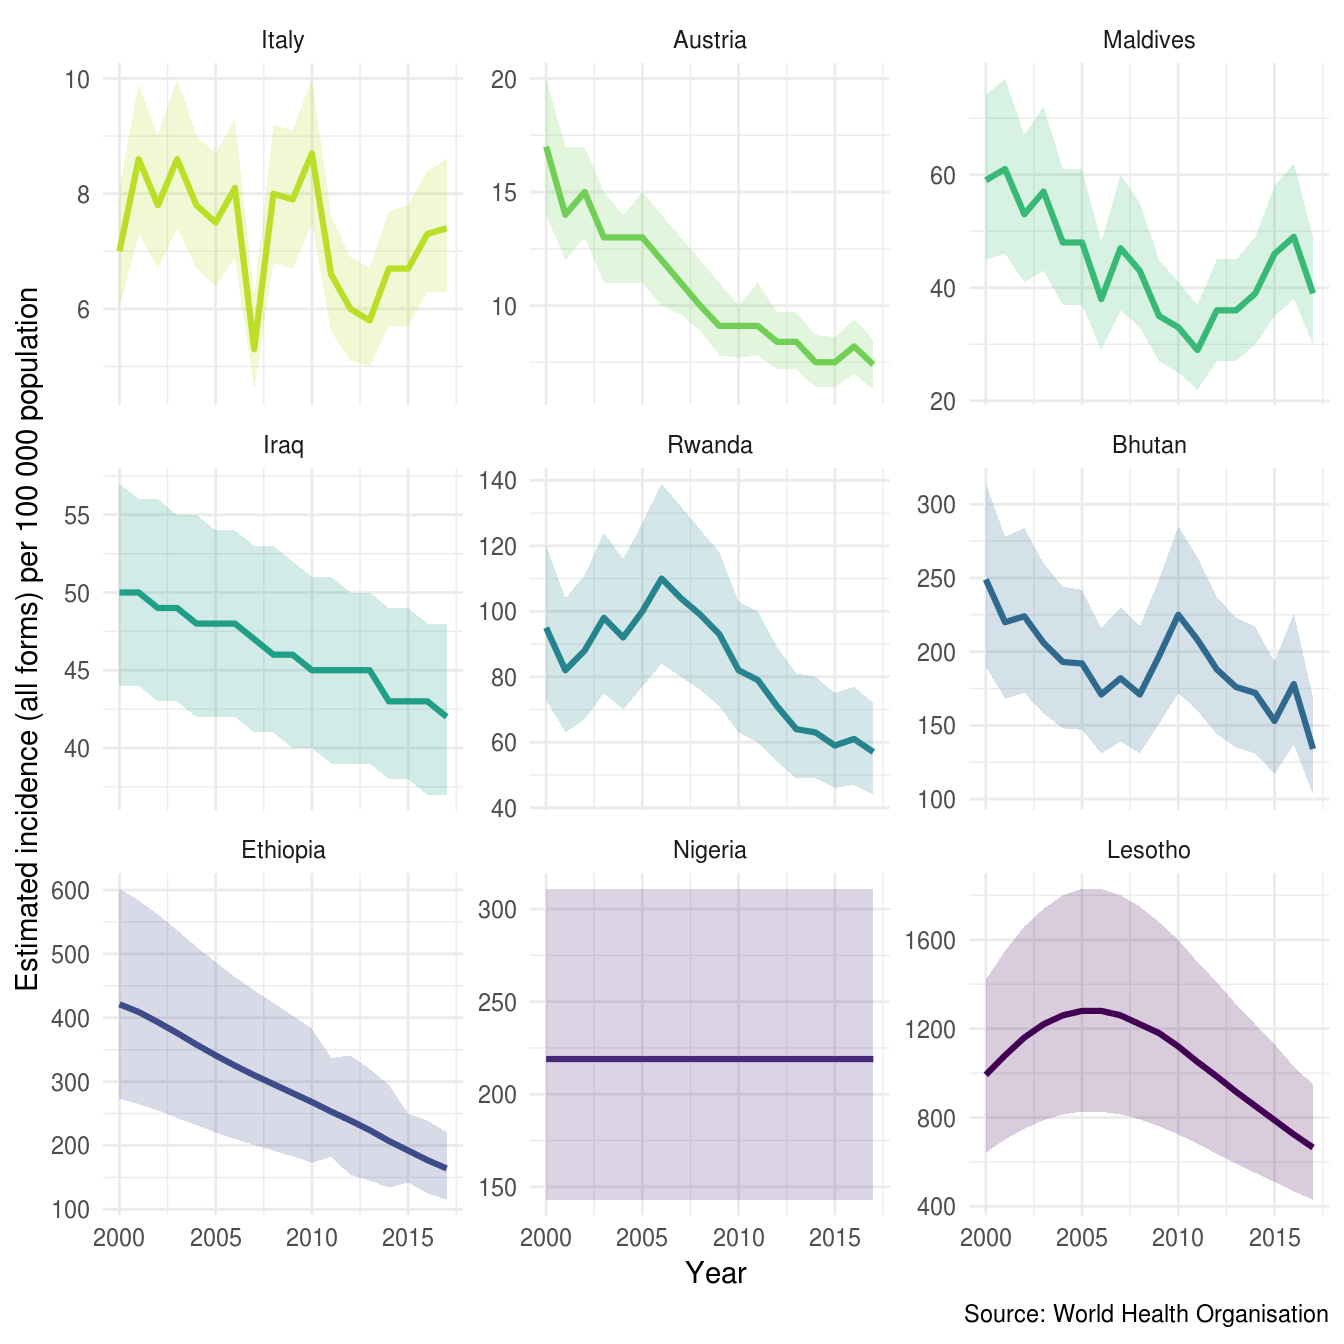 Italy
Austria
Maldives
10
8
6
20
15
10
60
40
20
Iraq
Rwanda
Bhutan
55
50
45
40
140
120
100
80
60
40
300
250
200
150
100
Ethiopia
Nigeria
Lesotho
600
500
400
300
200
100
300
250
200
150
1600
1200
800
400
2000 2005 2010 2015
2000 2005 2010 2015
2000 2005 2010 2015
Estimated incidence (all forms) per 100 000 population
Year
Source: World Health Organisation